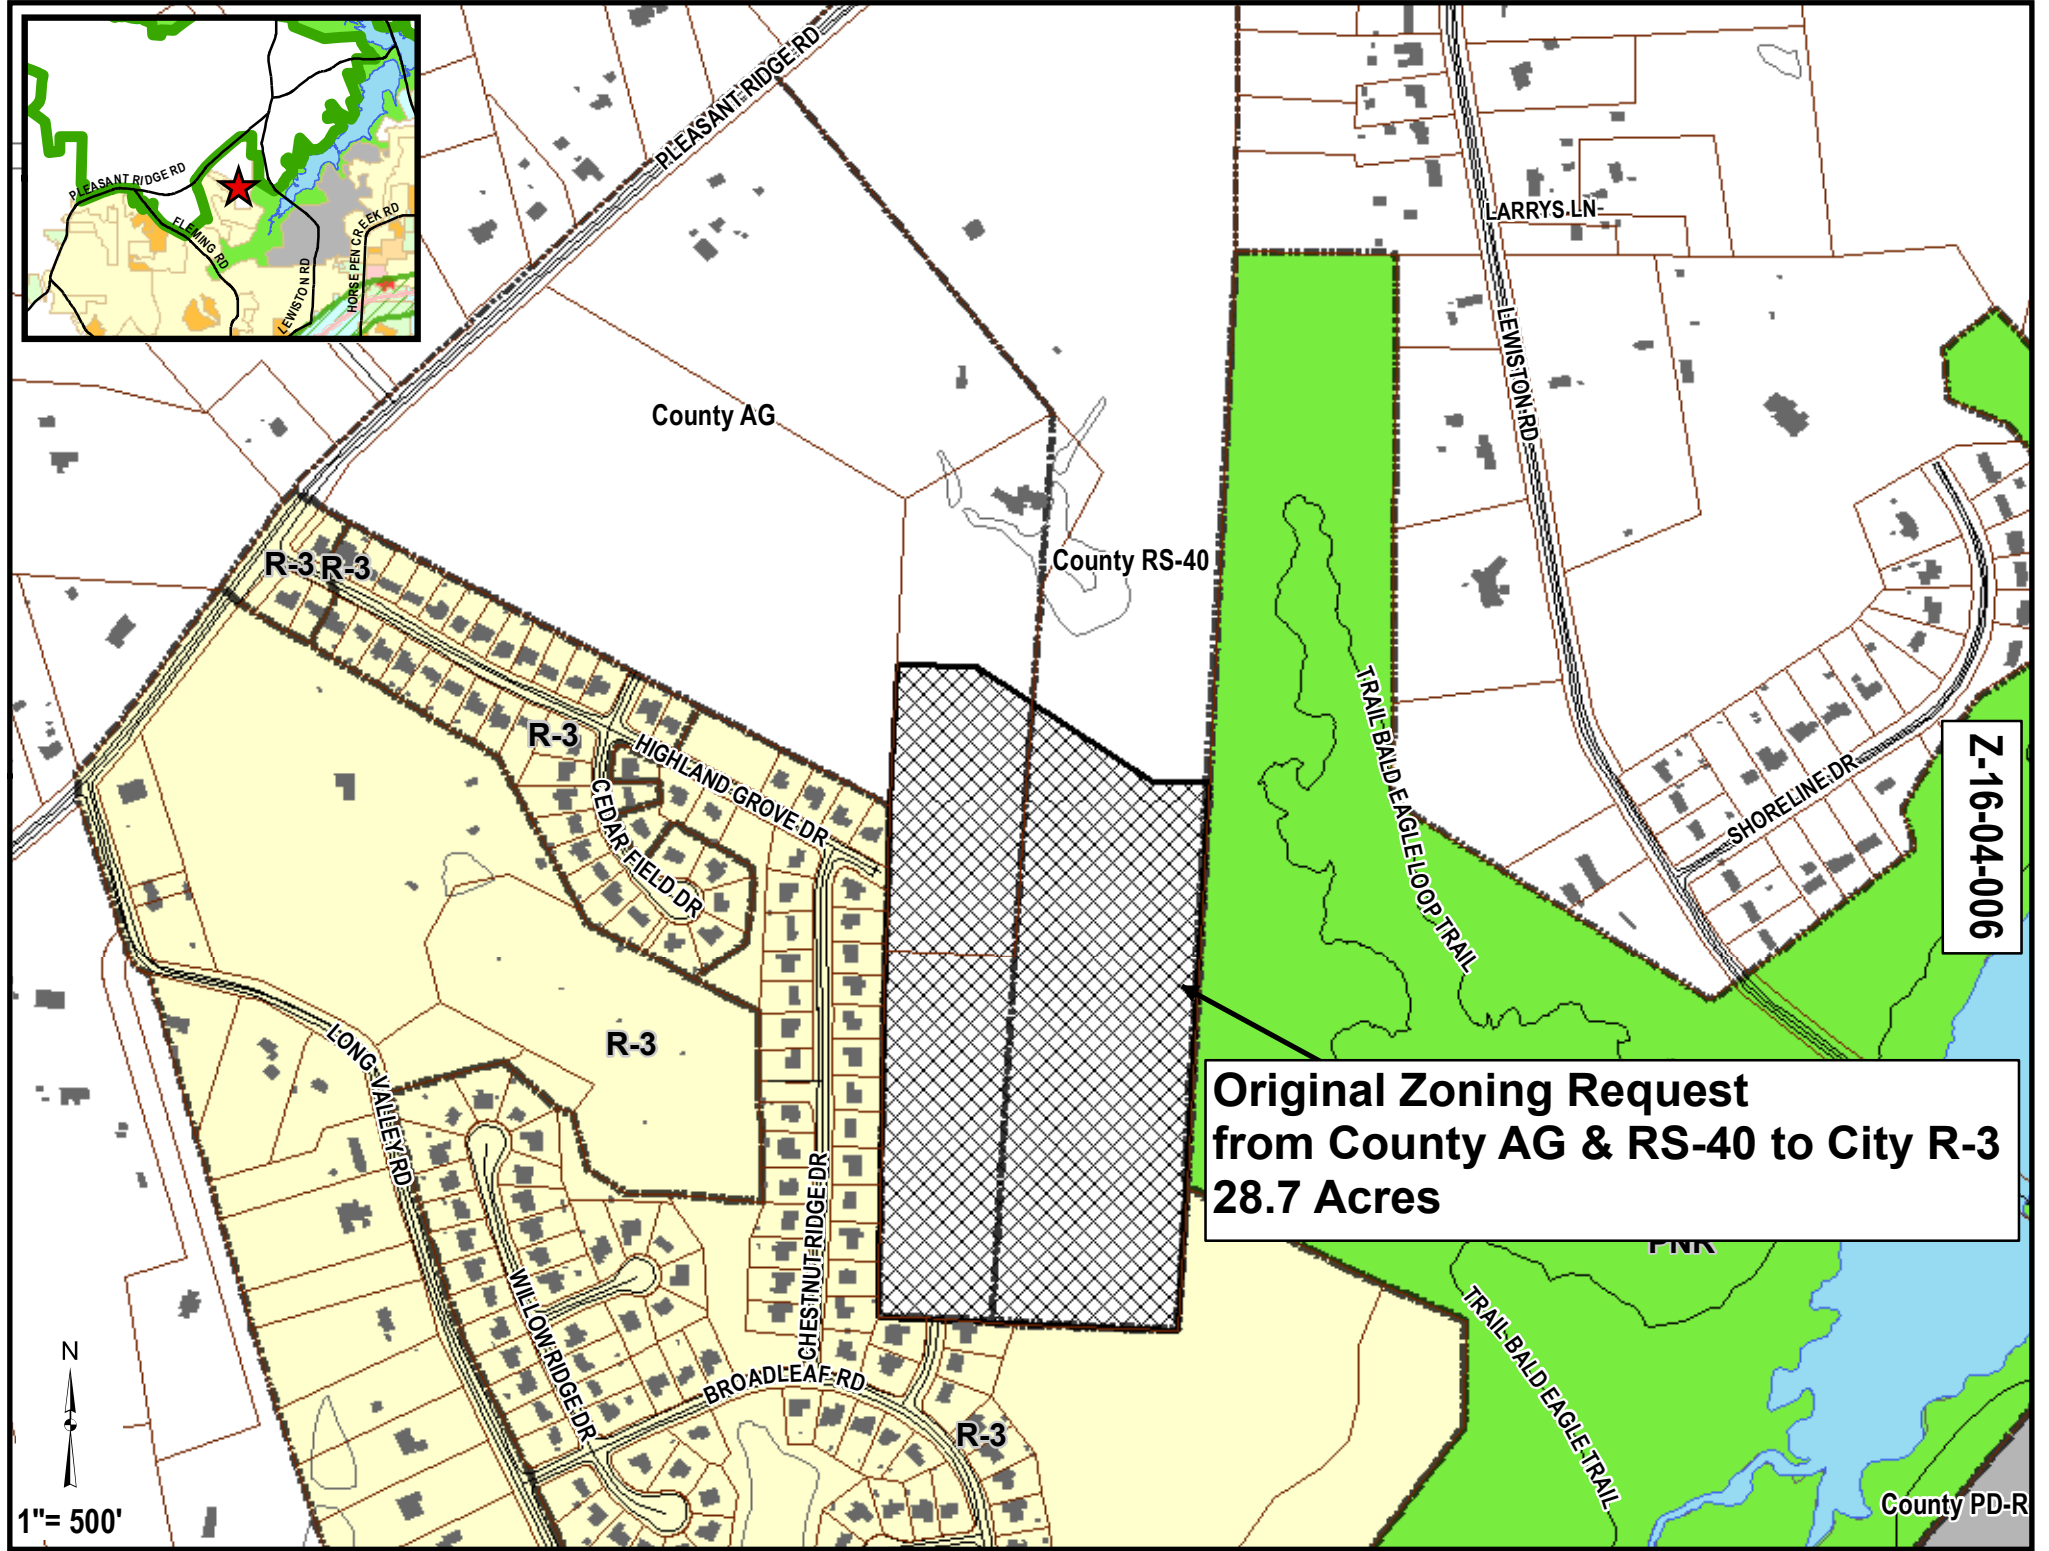 PLEASANT RIDGE RD
FLEMING RD
LEWISTON RD
HORSE PEN CREEK RD
PLEASANT RIDGE RD
LARRYS LN
LEWISTON RD
County AG
County RS-40
R-3
R-3
R-3
HIGHLAND GROVE DR
CEDAR FIELD DR
TRAIL BALD EAGLE LOOP TRAIL
SHORELINE DR
Z-16-04-006
R-3
LONG VALLEY RD
Original Zoning Request
from County AG & RS-40 to City R-3
28.7 Acres
PNR
CHESTNUT RIDGE DR
WILLOW RIDGE DR
BROADLEAF RD
TRAIL BALD EAGLE TRAIL
R-3
County PD-R
N
1"= 500'